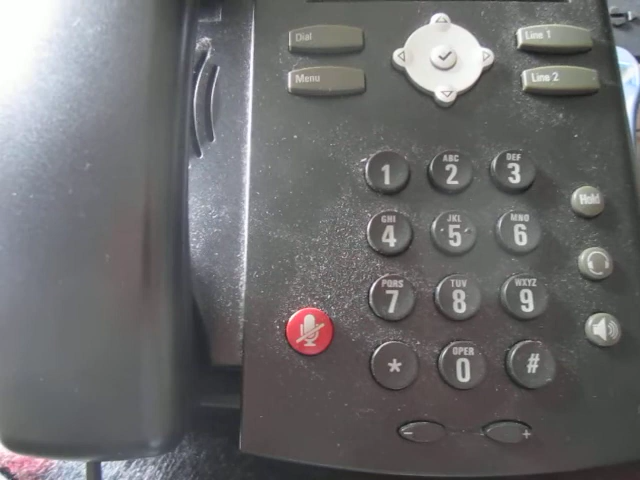 Dial
Line 1
Menu
Line 2
1
ABC
2
DEF
3
Hold
GHI
4
JKL
5
MNO
6
PQRS
7
TUV
8
WXYZ
9
*
OPER
0
#
- +